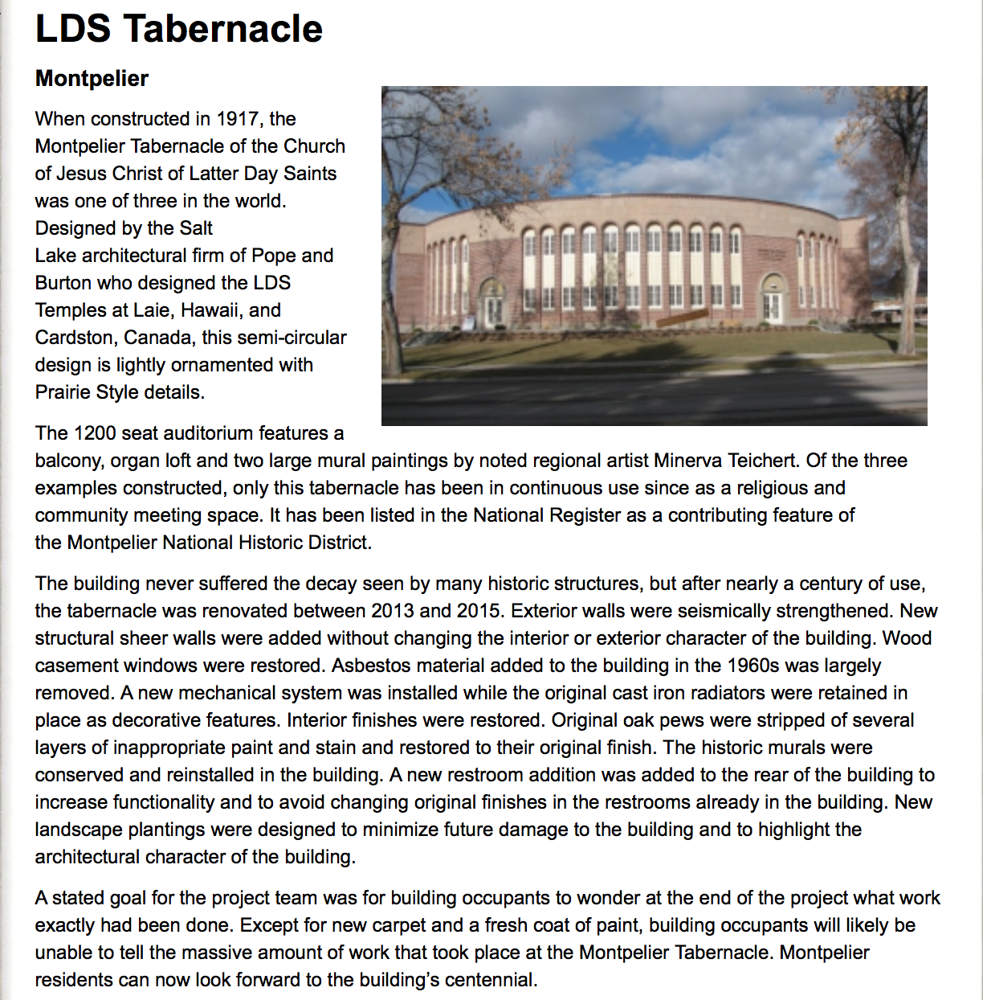 LDS Tabernacle
Montpelier
When constructed in 1917, the
Montpelier Tabernacle of the Church
of Jesus Christ of Latter Day Saints
was one of three in the world.
Designed by the Salt
Lake architectural firm of Pope and
Burton who designed the LDS
Temples at Laie, Hawaii, and
Cardston, Canada, this semi-circular
design is lightly ornamented with
Prairie Style details.
The 1200 seat auditorium features a
balcony, organ loft and two large mural paintings by noted regional artist Minerva Teichert. Of the three
examples constructed, only this tabernacle has been in continuous use since as a religious and
community meeting space. It has been listed in the National Register as a contributing feature of
the Montpelier National Historic District.
The building never suffered the decay seen by many historic structures, but after nearly a century of use,
the tabernacle was renovated between 2013 and 2015. Exterior walls were seismically strengthened. New
structural sheer walls were added without changing the interior or exterior character of the building. Wood
casement windows were restored. Asbestos material added to the building in the 1960s was largely
removed. A new mechanical system was installed while the original cast iron radiators were retained in
place as decorative features. Interior finishes were restored. Original oak pews were stripped of several
layers of inappropriate paint and stain and restored to their original finish. The historic murals were
conserved and reinstalled in the building. A new restroom addition was added to the rear of the building to
increase functionality and to avoid changing original finishes in the restrooms already in the building. New
landscape plantings were designed to minimize future damage to the building and to highlight the
architectural character of the building.
A stated goal for the project team was for building occupants to wonder at the end of the project what work
exactly had been done. Except for new carpet and a fresh coat of paint, building occupants will likely be
unable to tell the massive amount of work that took place at the Montpelier Tabernacle. Montpelier
residents can now look forward to the building’s centennial.